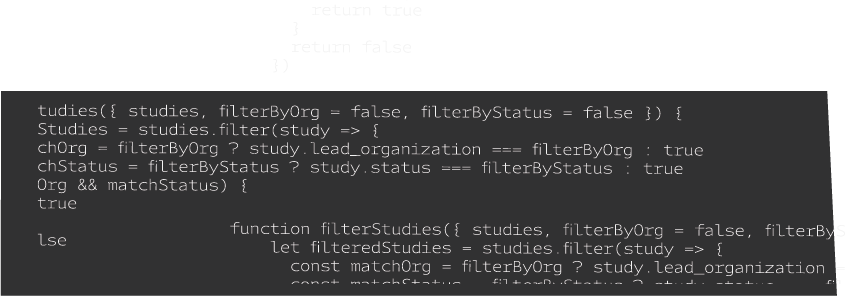 return true
}
return false
})
tudies({ studies, filterByOrg = false, filterByStatus = false }) {
Studies = studies.filter(study => {
chOrg = filterByOrg ? study.lead_organization === filterByOrg : true
chStatus = filterByStatus ? study.status === filterByStatus : true
Org && matchStatus) {
true
lse
function filterStudies({ studies, filterByOrg = false, filterByS
let filteredStudies = studies.filter(study => {
const matchOrg = filterByOrg ? study.lead_organization